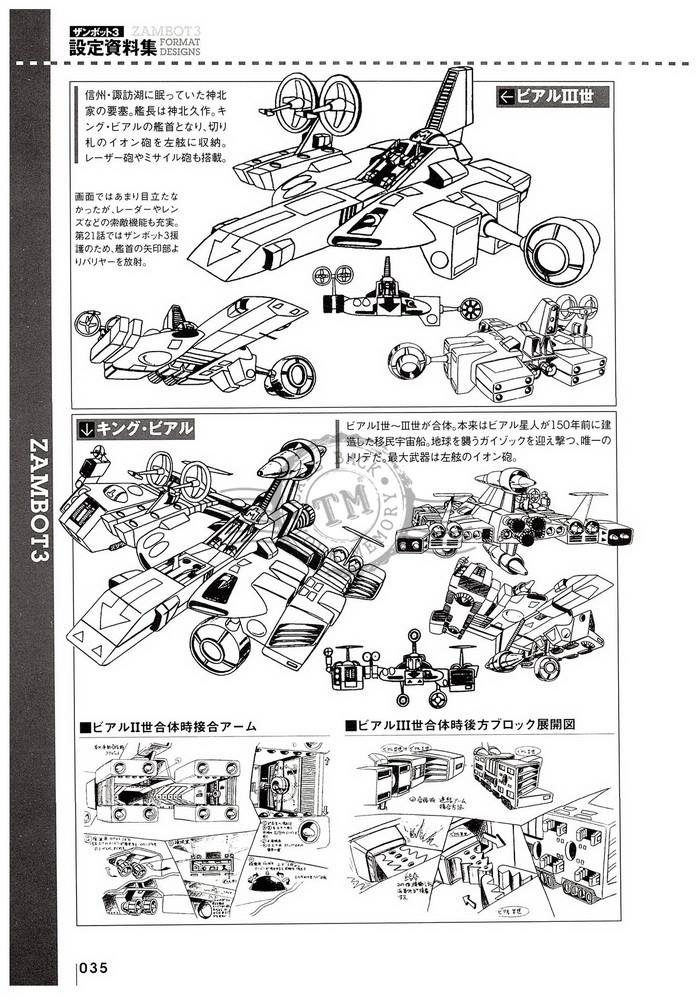 ザンボット3
設定資料集
ZAMBOT3
FORMAT
DESIGNS
←ビアルIII世
信州・諏訪湖に眠っていた神北
家の要塞。艦長は神北久作。キ
ング・ビアルの艦首となり、切り
札のイオン砲を左舷に収納。
レーザー砲やミサイル砲も搭載。
画面ではあまり目立たな
かったが、レーダーやレン
ズなどの索敵機能も充実。
第21話ではザンボット3援
護のため、艦首の矢印部よ
りバリヤーを放射。
↓キング・ビアル
ビアルI世〜III世が合体。本来はビアル星人が150年前に建
造した移民宇宙船。地球を襲うガイゾックを迎え撃つ、唯一の
トリデだ。最大武器は左舷のイオン砲。
BACK
TM
MEMORY
ZAMBOT3
■ビアルII世合体時接合アーム
■ビアルIII世合体時後方ブロック展開図
035